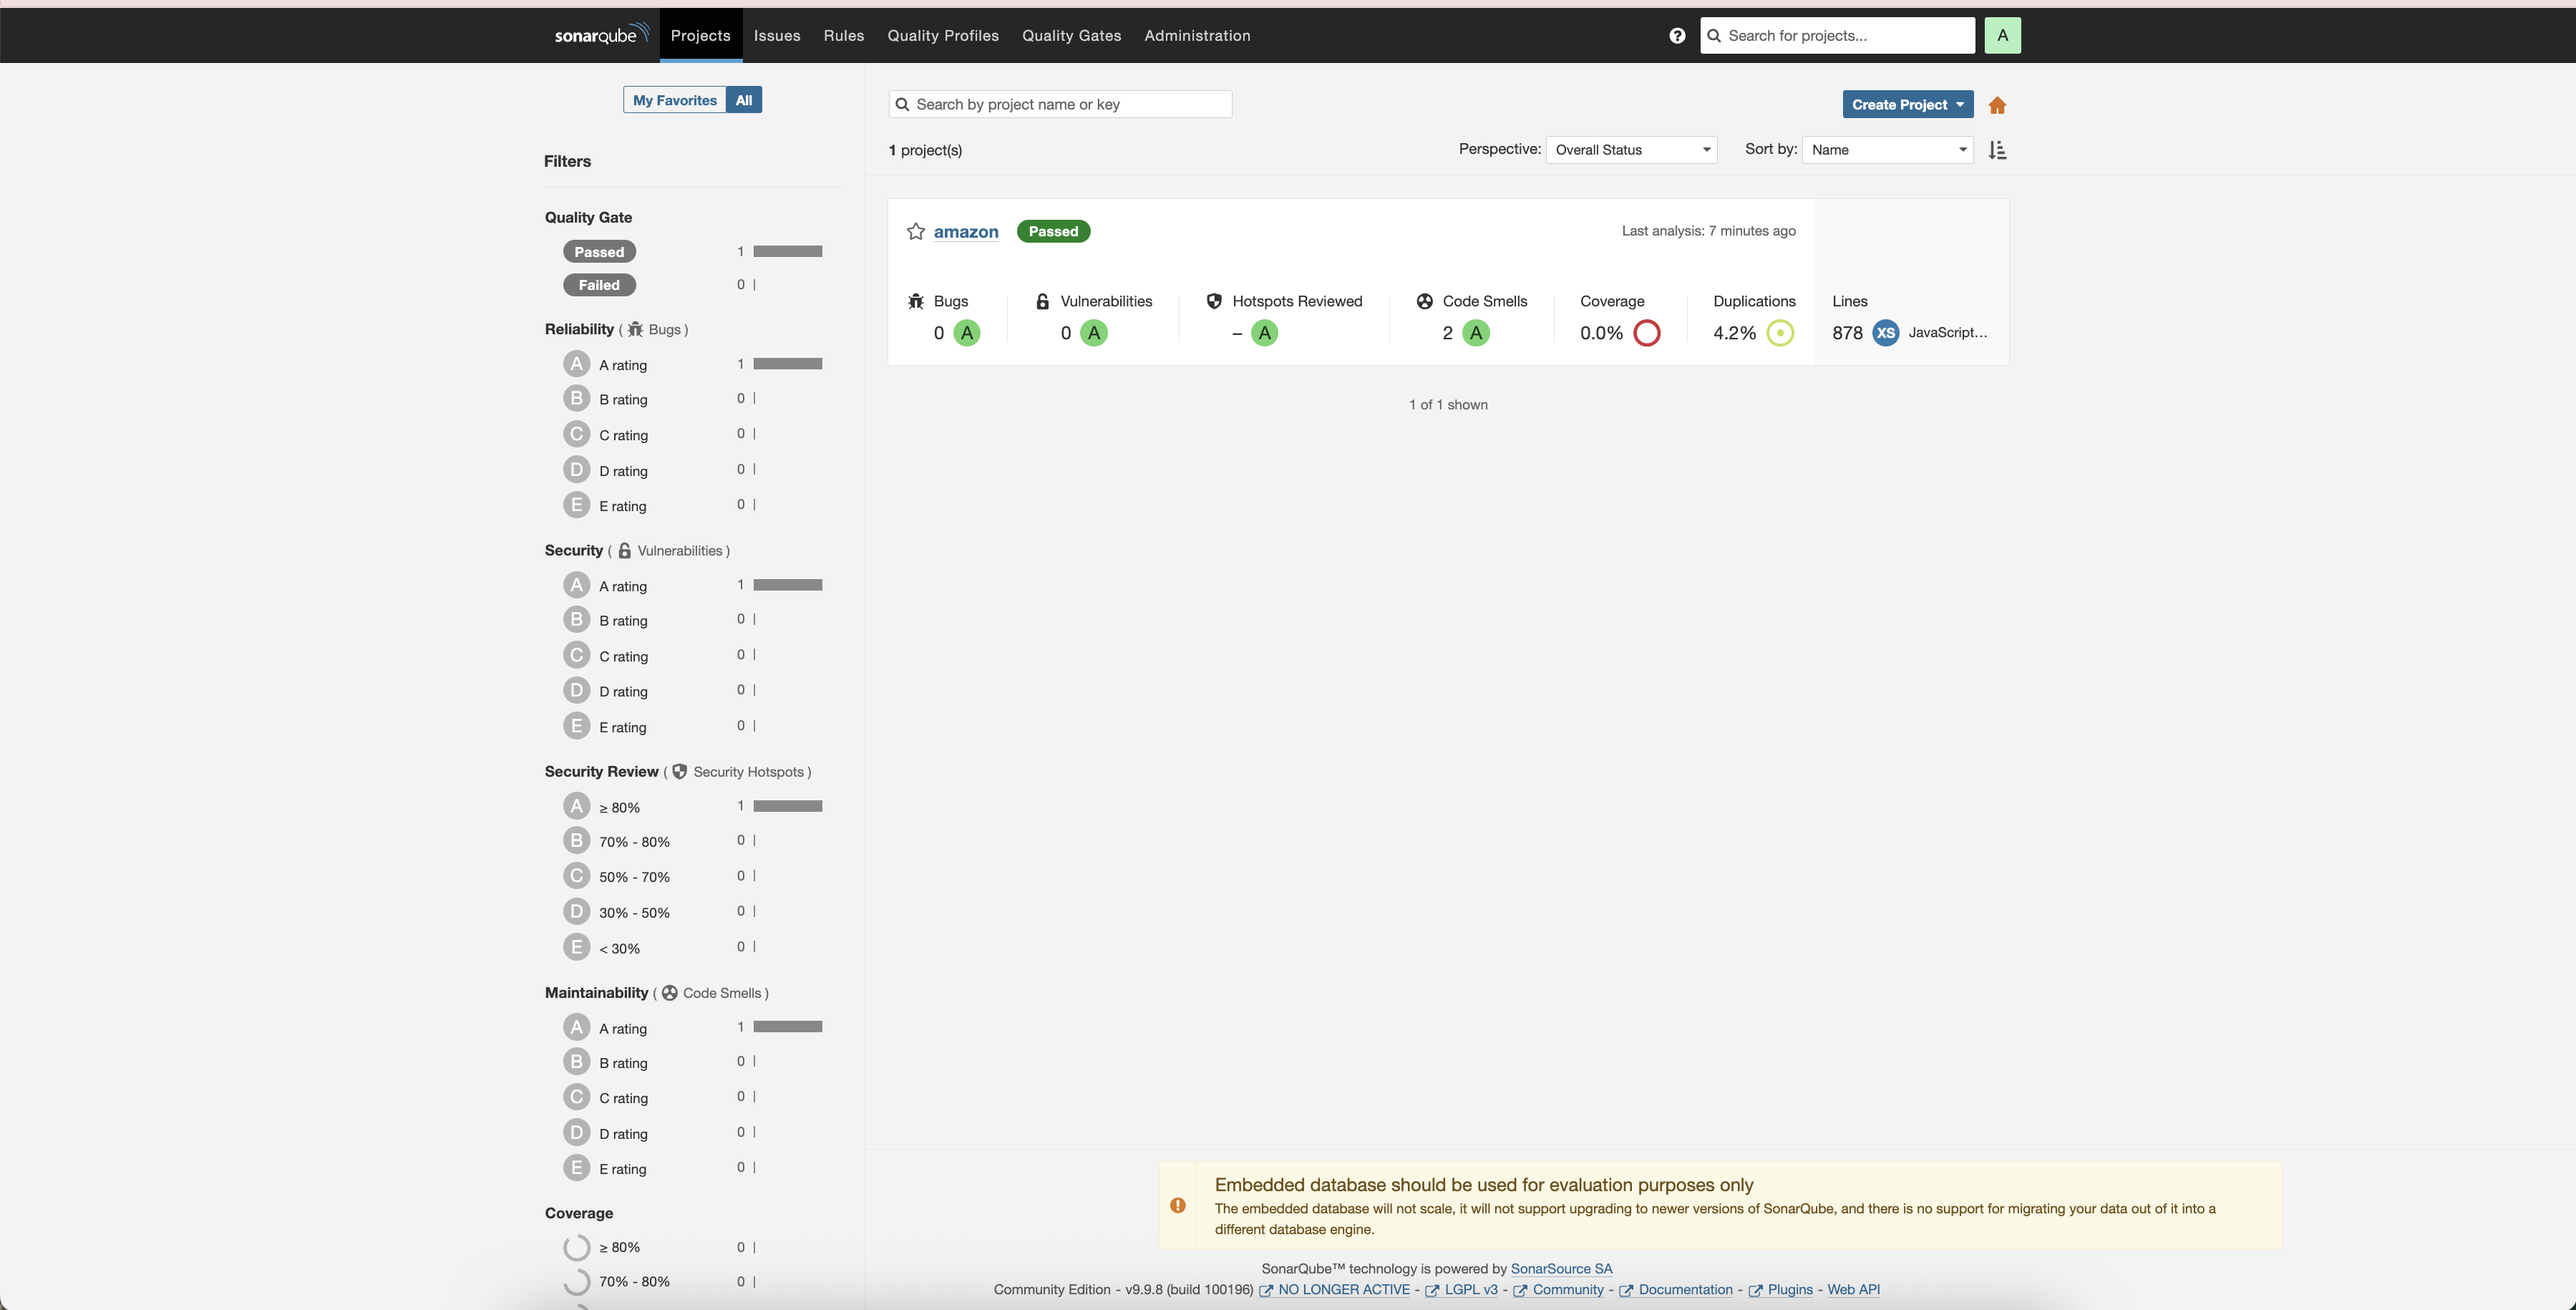 sonarqube Projects Issues Rules Quality Profiles Quality Gates Administration ? Search for projects... A
My Favorites All
Filters
Quality Gate
Passed 1
Failed 0
Reliability ( Bugs )
A A rating 1
B B rating 0
C C rating 0
D D rating 0
E E rating 0
Security ( Vulnerabilities )
A A rating 1
B B rating 0
C C rating 0
D D rating 0
E E rating 0
Security Review ( Security Hotspots )
A ≥ 80% 1
B 70% - 80% 0
C 50% - 70% 0
D 30% - 50% 0
E < 30% 0
Maintainability ( Code Smells )
A A rating 1
B B rating 0
C C rating 0
D D rating 0
E E rating 0
Coverage
≥ 80% 0
70% - 80% 0
Search by project name or key Create Project
1 project(s) Perspective: Overall Status Sort by: Name
amazon Passed Last analysis: 7 minutes ago
Bugs Vulnerabilities Hotspots Reviewed Code Smells Coverage Duplications Lines
0 A 0 A – A 2 A 0.0% 4.2% 878 XS JavaScript...
1 of 1 shown
Embedded database should be used for evaluation purposes only
The embedded database will not scale, it will not support upgrading to newer versions of SonarQube, and there is no support for migrating your data out of it into a
different database engine.
SonarQube™ technology is powered by SonarSource SA
Community Edition - v9.9.8 (build 100196) NO LONGER ACTIVE - LGPL v3 - Community - Documentation - Plugins - Web API